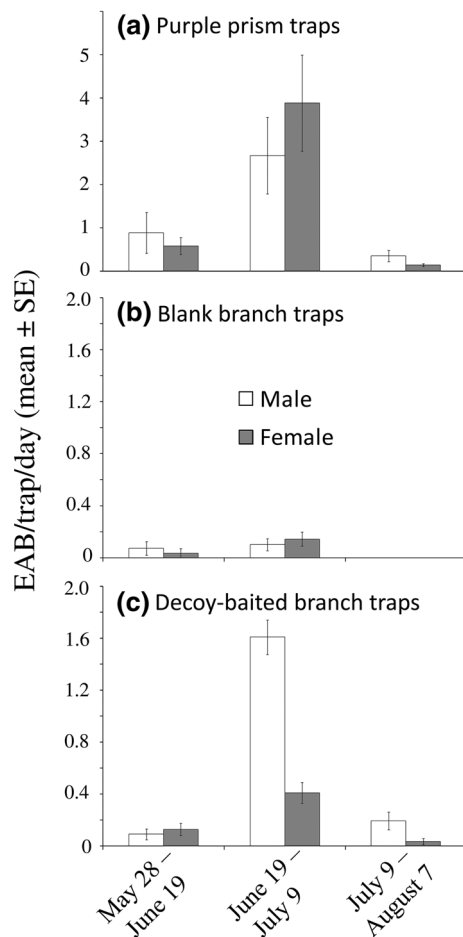 (a) Purple prism traps
5
4
3
2
1
0
EAB/trap/day (mean ± SE)
2.0
(b) Blank branch traps
1.6
1.2
Male
Female
0.8
0.4
0
2.0
(c) Decoy-baited branch traps
1.6
1.2
0.8
0.4
0
May 28 –
June 19
June 19 –
July 9
July 9 –
August 7